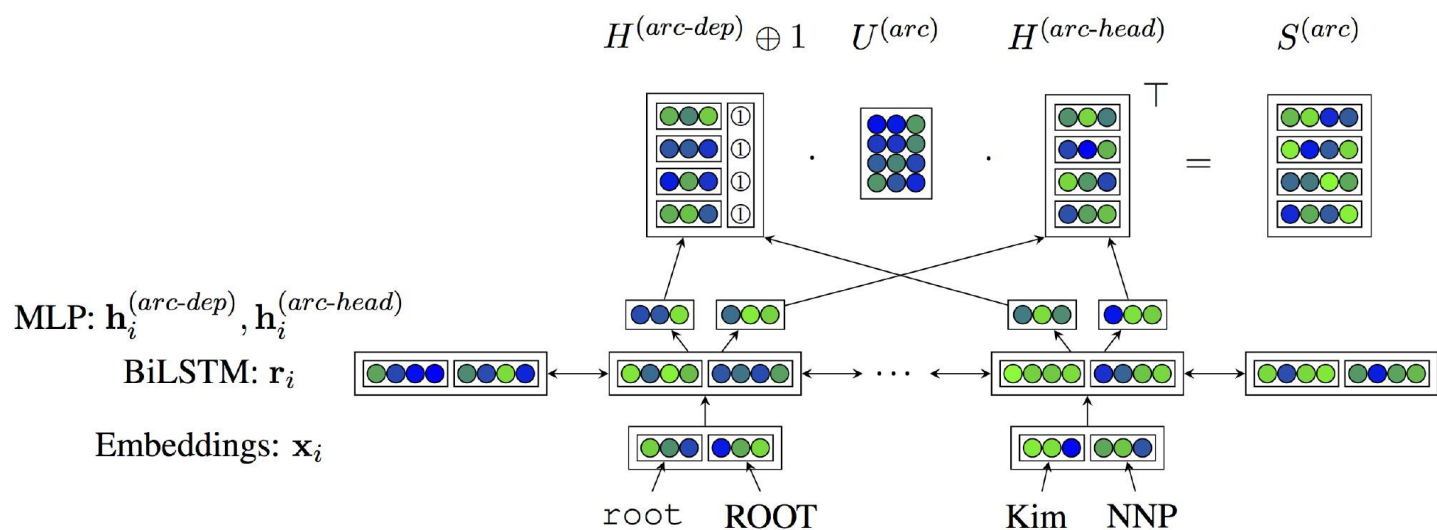 H^(arc-dep) ⊕ 1 U^(arc) H^(arc-head) S^(arc)
⊤
1
1 · · =
1
1
MLP: h_i^(arc-dep), h_i^(arc-head)
BiLSTM: r_i ···
Embeddings: x_i
root ROOT Kim NNP